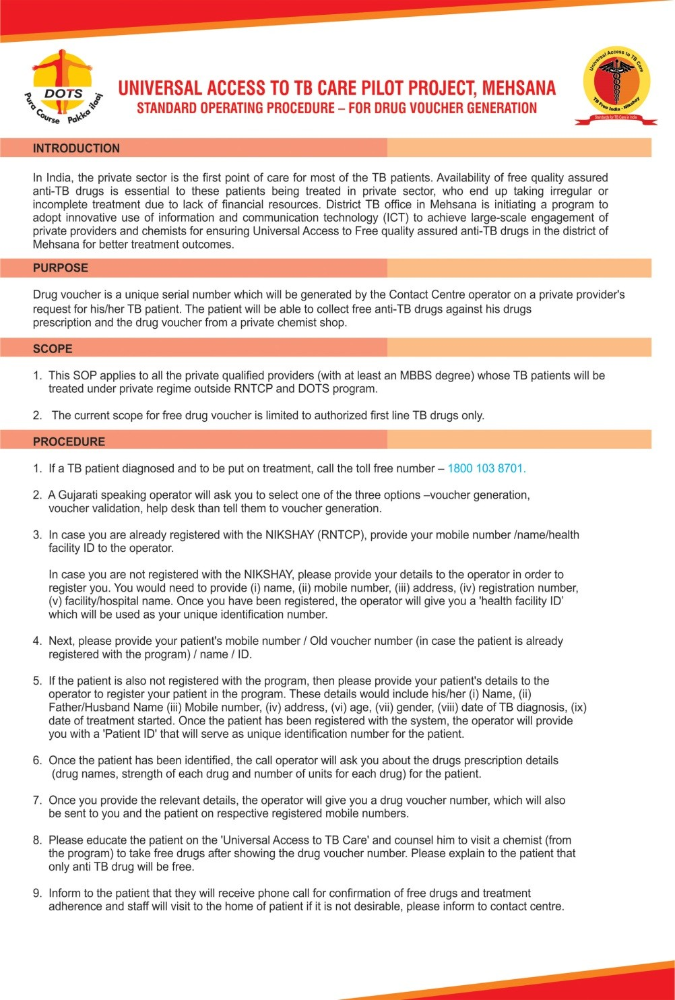 DOTS
Pura Course Pakka ilaaj
UNIVERSAL ACCESS TO TB CARE PILOT PROJECT, MEHSANA
STANDARD OPERATING PROCEDURE – FOR DRUG VOUCHER GENERATION
Universal Access to TB Care
TB Free India - Nikshay
Standards for TB Care in India
INTRODUCTION
In India, the private sector is the first point of care for most of the TB patients. Availability of free quality assured
anti-TB drugs is essential to these patients being treated in private sector, who end up taking irregular or
incomplete treatment due to lack of financial resources. District TB office in Mehsana is initiating a program to
adopt innovative use of information and communication technology (ICT) to achieve large-scale engagement of
private providers and chemists for ensuring Universal Access to Free quality assured anti-TB drugs in the district of
Mehsana for better treatment outcomes.
PURPOSE
Drug voucher is a unique serial number which will be generated by the Contact Centre operator on a private provider's
request for his/her TB patient. The patient will be able to collect free anti-TB drugs against his drugs
prescription and the drug voucher from a private chemist shop.
SCOPE
1. This SOP applies to all the private qualified providers (with at least an MBBS degree) whose TB patients will be
treated under private regime outside RNTCP and DOTS program.
2. The current scope for free drug voucher is limited to authorized first line TB drugs only.
PROCEDURE
1. If a TB patient diagnosed and to be put on treatment, call the toll free number – 1800 103 8701.
2. A Gujarati speaking operator will ask you to select one of the three options –voucher generation,
voucher validation, help desk than tell them to voucher generation.
3. In case you are already registered with the NIKSHAY (RNTCP), provide your mobile number /name/health
facility ID to the operator.
In case you are not registered with the NIKSHAY, please provide your details to the operator in order to
register you. You would need to provide (i) name, (ii) mobile number, (iii) address, (iv) registration number,
(v) facility/hospital name. Once you have been registered, the operator will give you a 'health facility ID'
which will be used as your unique identification number.
4. Next, please provide your patient's mobile number / Old voucher number (in case the patient is already
registered with the program) / name / ID.
5. If the patient is also not registered with the program, then please provide your patient's details to the
operator to register your patient in the program. These details would include his/her (i) Name, (ii)
Father/Husband Name (iii) Mobile number, (iv) address, (vi) age, (vii) gender, (viii) date of TB diagnosis, (ix)
date of treatment started. Once the patient has been registered with the system, the operator will provide
you with a 'Patient ID' that will serve as unique identification number for the patient.
6. Once the patient has been identified, the call operator will ask you about the drugs prescription details
(drug names, strength of each drug and number of units for each drug) for the patient.
7. Once you provide the relevant details, the operator will give you a drug voucher number, which will also
be sent to you and the patient on respective registered mobile numbers.
8. Please educate the patient on the 'Universal Access to TB Care' and counsel him to visit a chemist (from
the program) to take free drugs after showing the drug voucher number. Please explain to the patient that
only anti TB drug will be free.
9. Inform to the patient that they will receive phone call for confirmation of free drugs and treatment
adherence and staff will visit to the home of patient if it is not desirable, please inform to contact centre.